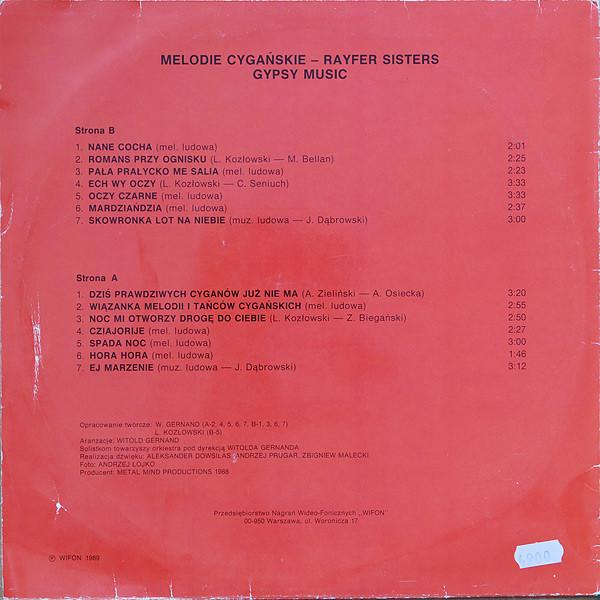 MELODIE CYGAŃSKIE – RAYFER SISTERS
GYPSY MUSIC
Strona B
1. NANE COCHA (mel. ludowa) 2:01
2. ROMANS PRZY OGNISKU (L. Kozłowski — M. Bellan) 2:25
3. PAŁA PRAŁYCKO ME SALIA (mel. ludowa) 2:23
4. ECH WY OCZY (L. Kozłowski — C. Seniuch) 3:33
5. OCZY CZARNE (mel. ludowa) 3:33
6. MARDZIAŃDZIA (mel. ludowa) 2:37
7. SKOWRONKA LOT NA NIEBIE (muz. ludowa — J. Dąbrowski) 3:00
Strona A
1. DZIŚ PRAWDZIWYCH CYGANÓW JUŻ NIE MA (A. Zieliński — A. Osiecka) 3:20
2. WIĄZANKA MELODII I TAŃCÓW CYGAŃSKICH (mel. ludowa) 2:55
3. NOC MI OTWORZY DROGĘ DO CIEBIE (L. Kozłowski — Z. Biegański) 2:50
4. CZIAJORIJE (mel. ludowa) 2:27
5. SPADA NOC (mel. ludowa) 3:00
6. HORA HORA (mel. ludowa) 1:46
7. EJ MARZENIE (muz. ludowa — J. Dąbrowski) 3:12
Opracowanie twórcze: W. GERNAND (A-2, 4, 5, 6, 7, B-1, 3, 6, 7)
L. KOZŁOWSKI (B-5)
Aranżacje: WITOLD GERNAND
Solistkom towarzyszy orkiestra pod dyrekcją WITOLDA GERNANDA
Realizacja dźwięku: ALEKSANDER DOWSILAS, ANDRZEJ PRUGAR, ZBIGNIEW MALECKI
Foto: ANDRZEJ ŁOJKO
Producent: METAL MIND PRODUCTIONS 1988
Przedsiębiorstwo Nagrań Wideo-Fonicznych „WIFON"
00-950 Warszawa, ul. Woronicza 17
℗ WIFON 1989